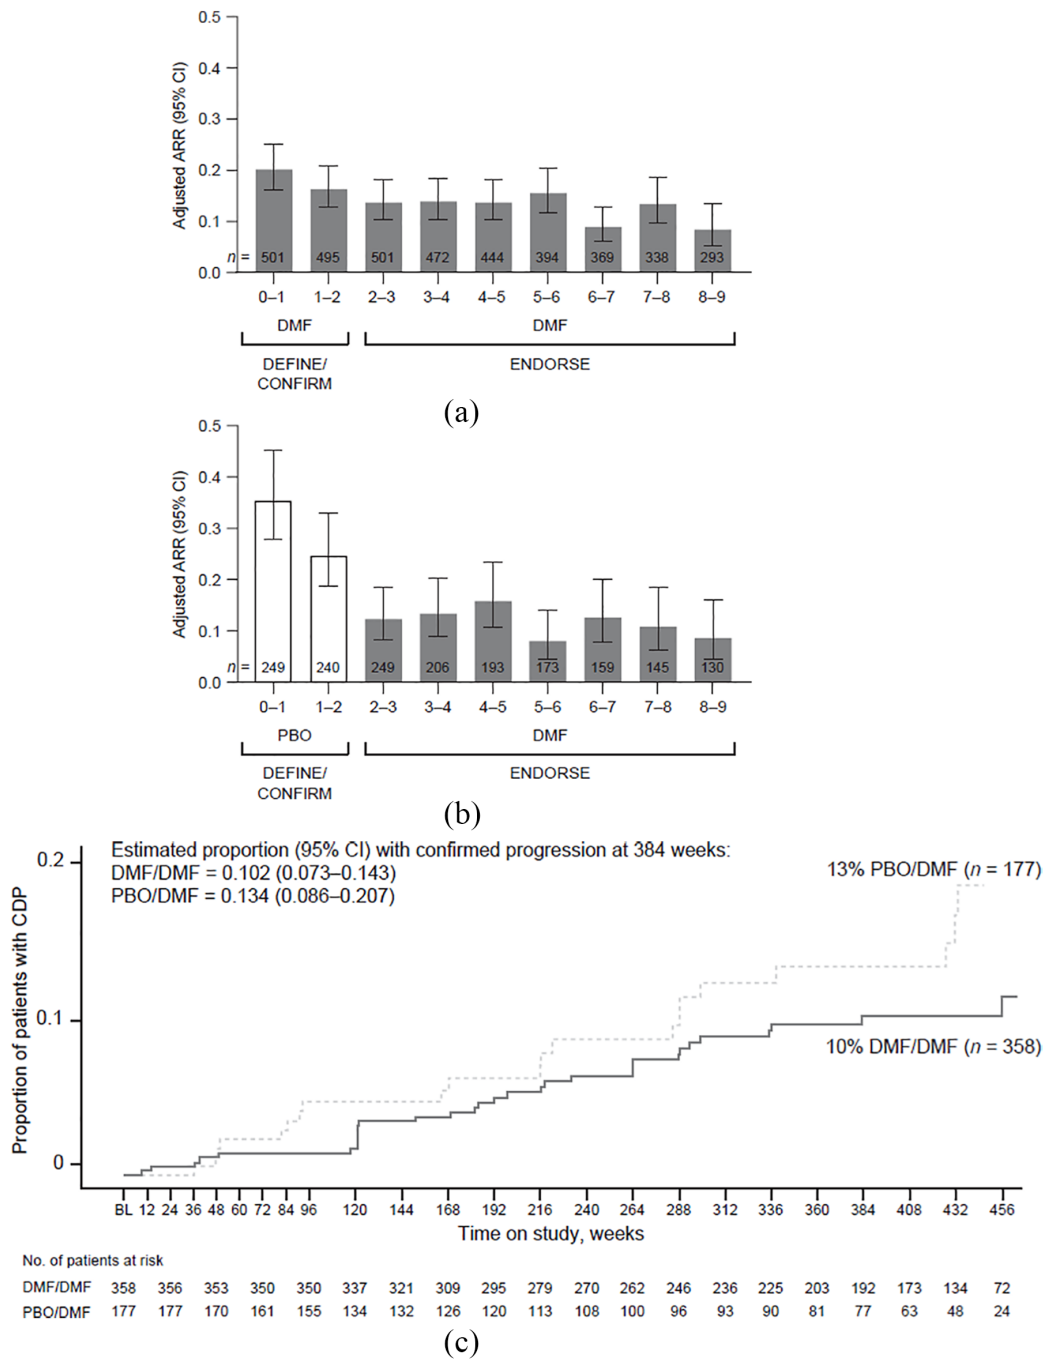 0.5
0.4
0.3
0.2
0.1
0.0
Adjusted ARR (95% CI)
n = 501 495 501 472 444 394 369 338 293
0–1 1–2 2–3 3–4 4–5 5–6 6–7 7–8 8–9
DMF DMF
DEFINE/ ENDORSE
CONFIRM
(a)
0.5
0.4
0.3
0.2
0.1
0.0
Adjusted ARR (95% CI)
n = 249 240 249 206 193 173 159 145 130
0–1 1–2 2–3 3–4 4–5 5–6 6–7 7–8 8–9
PBO DMF
DEFINE/ ENDORSE
CONFIRM
(b)
Estimated proportion (95% CI) with confirmed progression at 384 weeks:
DMF/DMF = 0.102 (0.073–0.143)
PBO/DMF = 0.134 (0.086–0.207)
13% PBO/DMF (n = 177)
10% DMF/DMF (n = 358)
0.2
0.1
0
Proportion of patients with CDP
BL 12 24 36 48 60 72 84 96 120 144 168 192 216 240 264 288 312 336 360 384 408 432 456
Time on study, weeks
No. of patients at risk
DMF/DMF 358 356 353 350 350 337 321 309 295 279 270 262 246 236 225 203 192 173 134 72
PBO/DMF 177 177 170 161 155 134 132 126 120 113 108 100 96 93 90 81 77 63 48 24
(c)